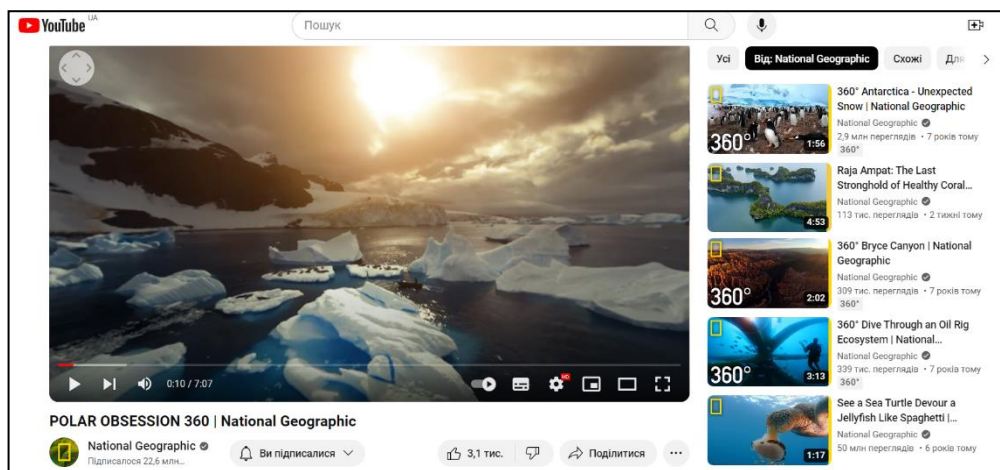 YouTube UA
Пошук
0:10 / 7:07
HD
POLAR OBSESSION 360 | National Geographic
National Geographic
Підписалося 22,6 млн...
Ви підписалися
3,1 тис.
Поділитися
Усі
Від: National Geographic
Схожі
Для
360°
1:56
360° Antarctica - Unexpected
Snow | National Geographic
National Geographic
2,9 млн переглядів • 7 років тому
360°
4:53
Raja Ampat: The Last
Stronghold of Healthy Coral...
National Geographic
113 тис. переглядів • 2 тижні тому
360°
2:02
360° Bryce Canyon | National
Geographic
National Geographic
309 тис. переглядів • 7 років тому
360°
360°
3:13
360° Dive Through an Oil Rig
Ecosystem | National...
National Geographic
339 тис. переглядів • 7 років тому
360°
1:17
See a Sea Turtle Devour a
Jellyfish Like Spaghetti |...
National Geographic
50 млн переглядів • 6 років тому